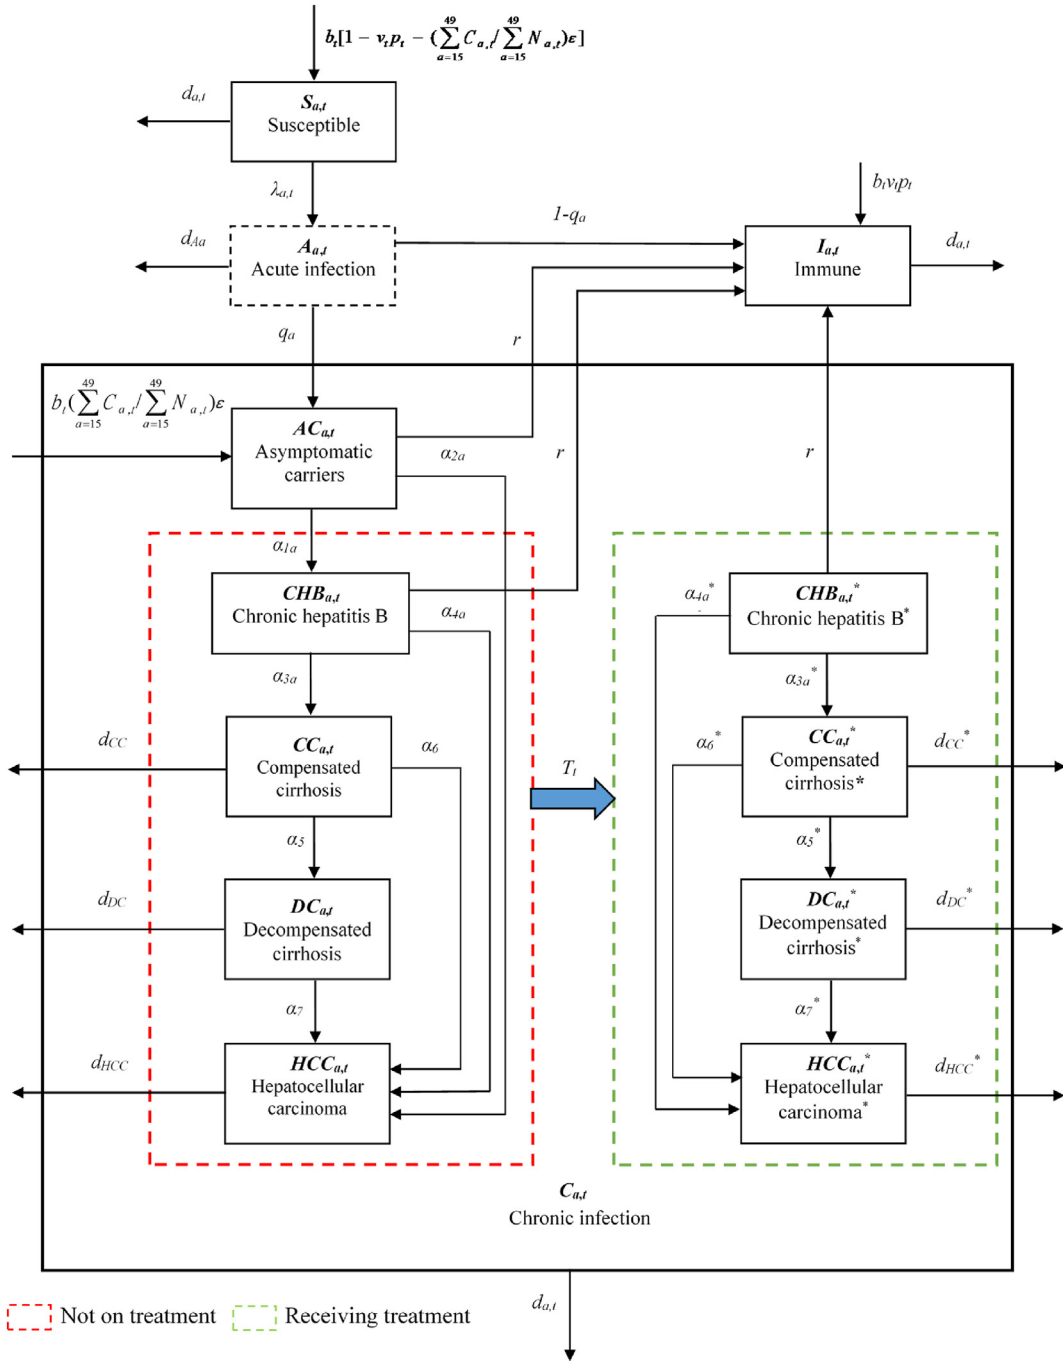 b_t[1 − v_t p_t − (∑_{a=15}^{49} C_{a,t} / ∑_{a=15}^{49} N_{a,t})ε]
S_{a,t}
Susceptible
d_{a,t}
λ_{a,t}
b_t v_t p_t
A_{a,t}
Acute infection
d_{Aa}
1-q_a
I_{a,t}
Immune
d_{a,t}
q_a
r
b_t(∑_{a=15}^{49} C_{a,t} / ∑_{a=15}^{49} N_{a,t})ε
AC_{a,t}
Asymptomatic
carriers
α_{2a}
r
r
α_{1a}
CHB_{a,t}
Chronic hepatitis B
α_{4a}
α_{4a}^*
CHB_{a,t}^*
Chronic hepatitis B^*
α_{3a}
α_{3a}^*
d_{CC}
CC_{a,t}
Compensated
cirrhosis
α_6
T_t
α_6^*
CC_{a,t}^*
Compensated
cirrhosis*
d_{CC}^*
α_5
α_5^*
d_{DC}
DC_{a,t}
Decompensated
cirrhosis
DC_{a,t}^*
Decompensated
cirrhosis^*
d_{DC}^*
α_7
α_7^*
d_{HCC}
HCC_{a,t}
Hepatocellular
carcinoma
HCC_{a,t}^*
Hepatocellular
carcinoma^*
d_{HCC}^*
C_{a,t}
Chronic infection
d_{a,t}
Not on treatment
Receiving treatment